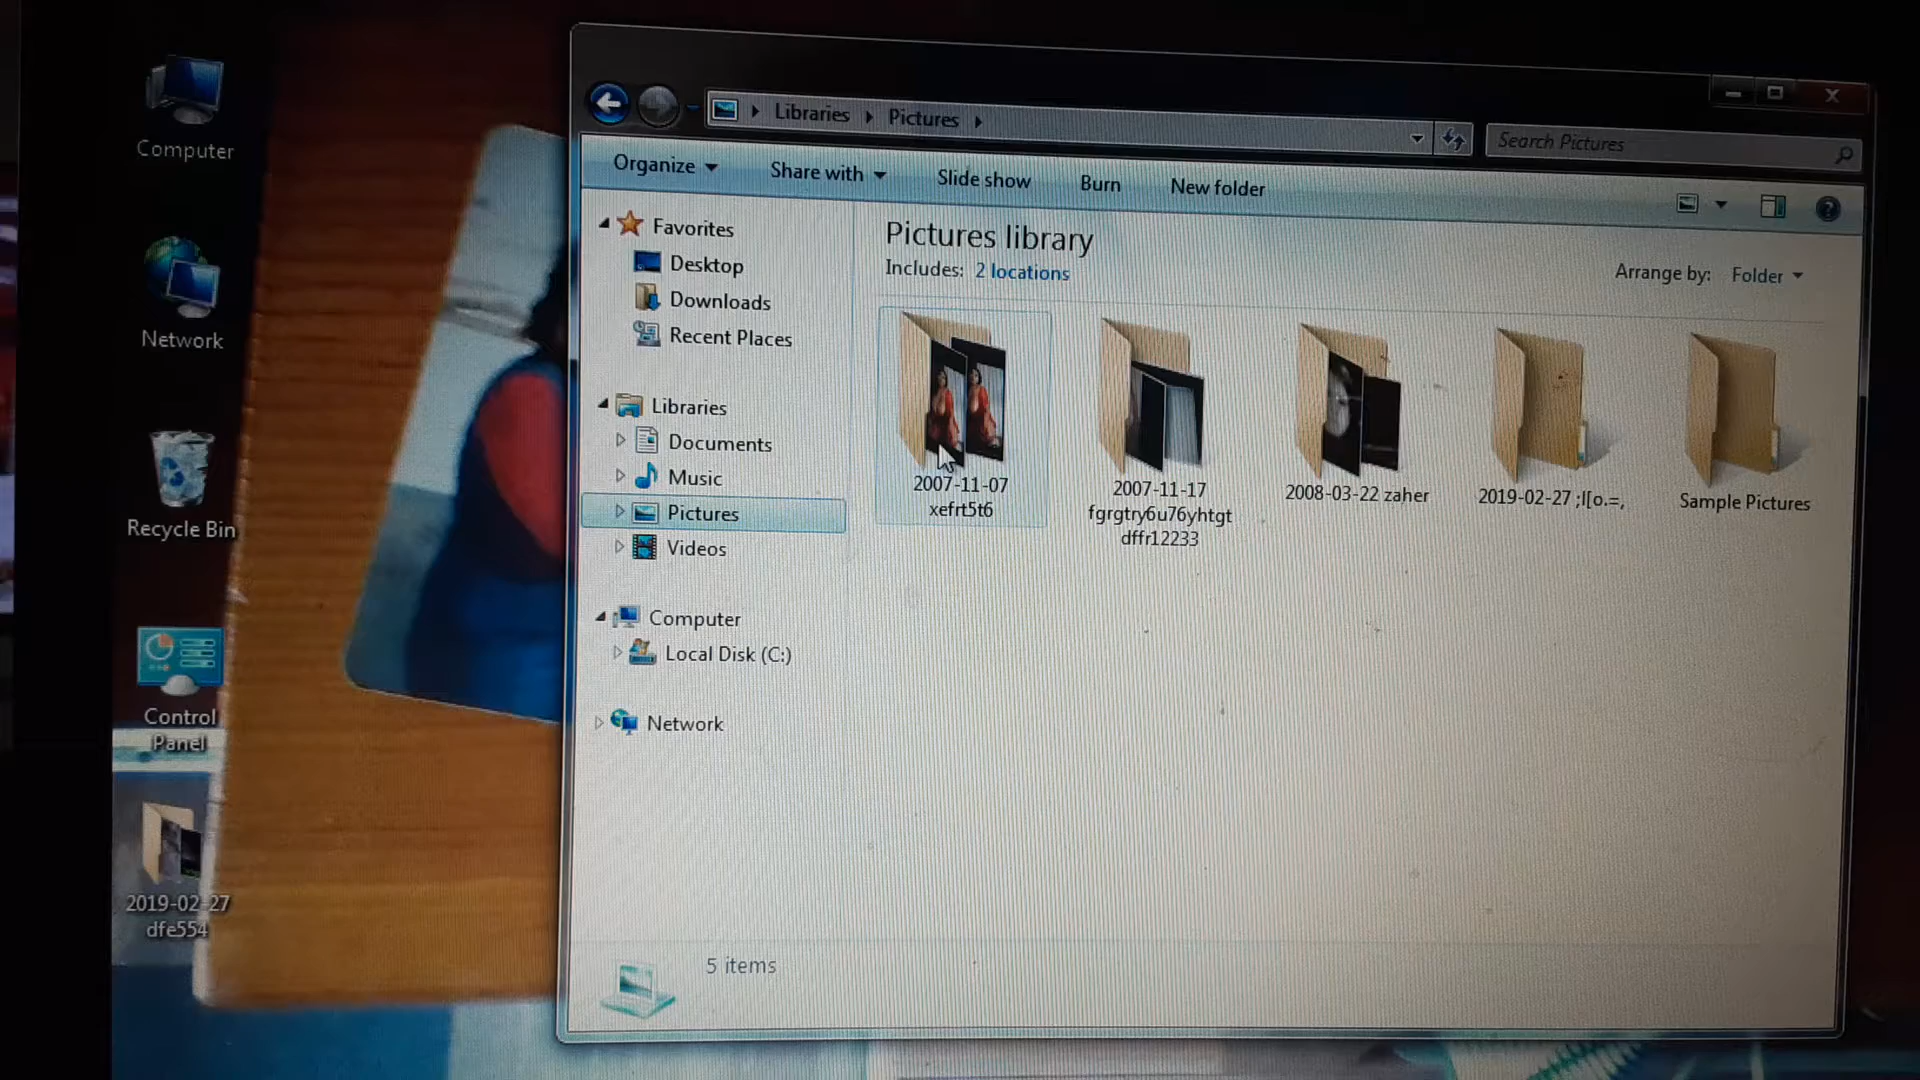 Computer
Network
Recycle Bin
Control
Panel
2019-02-27
dfe554
Libraries
Pictures
Search Pictures
Organize
Share with
Slide show
Burn
New folder
Favorites
Desktop
Downloads
Recent Places
Libraries
Documents
Music
Pictures
Videos
Computer
Local Disk (C:)
Network
Pictures library
Includes: 2 locations
Arrange by: Folder
2007-11-07
xefrt5t6
2007-11-17
fgrgtry6u76yhtgt
dffr12233
2008-03-22 zaher
2019-02-27 ;l[o.=,
Sample Pictures
5 items